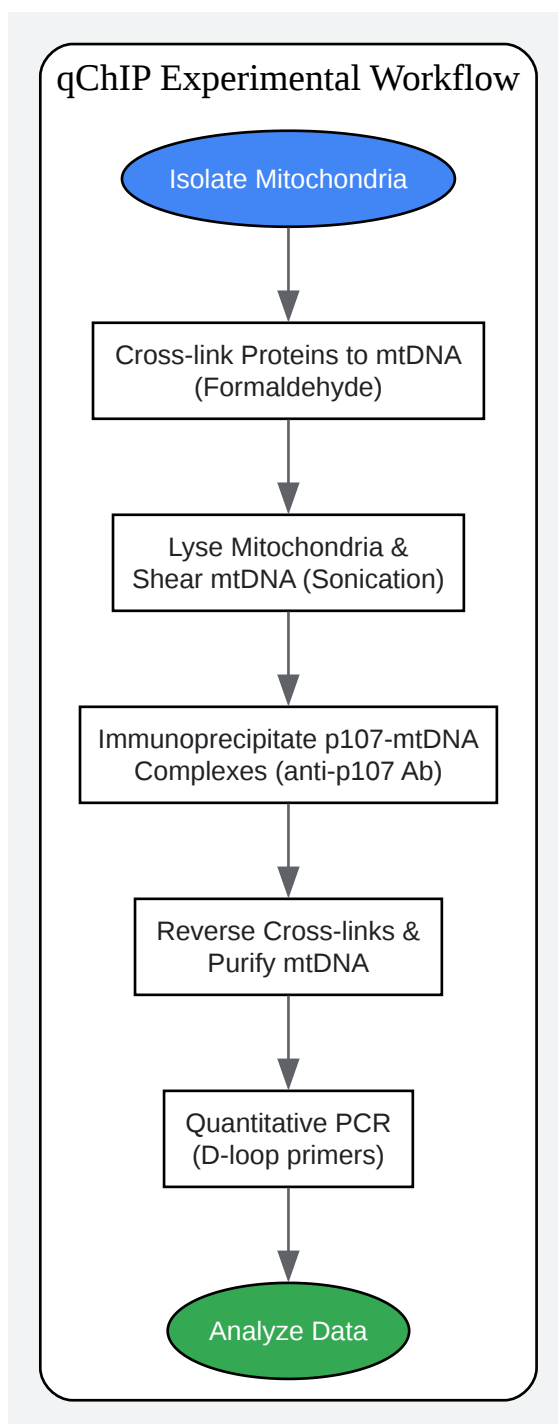 qChIP Experimental Workflow
Isolate Mitochondria
Cross-link Proteins to mtDNA
(Formaldehyde)
Lyse Mitochondria &
Shear mtDNA (Sonication)
Immunoprecipitate p107-mtDNA
Complexes (anti-p107 Ab)
Reverse Cross-links &
Purify mtDNA
Quantitative PCR
(D-loop primers)
Analyze Data